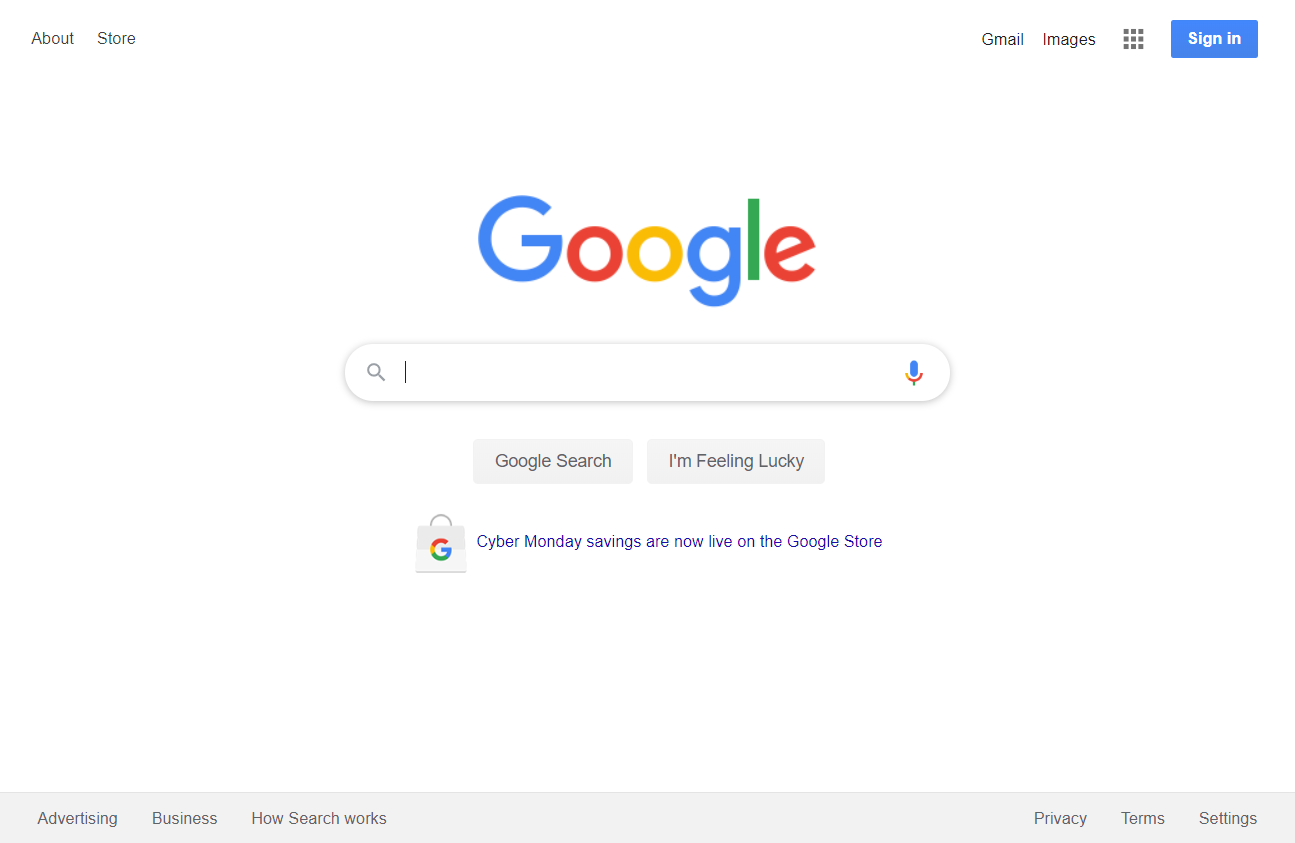 About Store Gmail Images Sign in
Google
Google Search I'm Feeling Lucky
G Cyber Monday savings are now live on the Google Store
Advertising Business How Search works Privacy Terms Settings